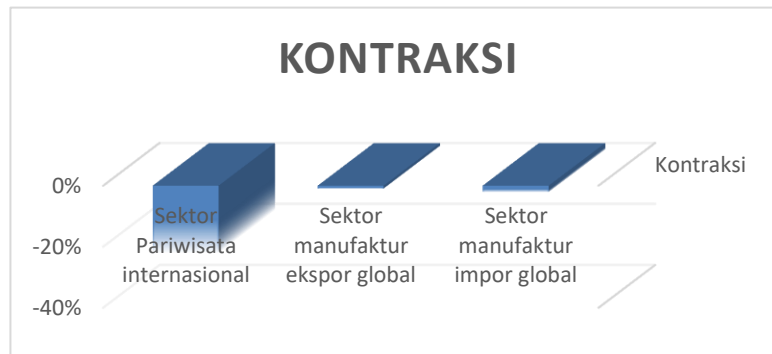 KONTRAKSI
Kontraksi
0%
-20%
-40%
Sektor
Pariwisata
internasional
Sektor
manufaktur
ekspor global
Sektor
manufaktur
impor global